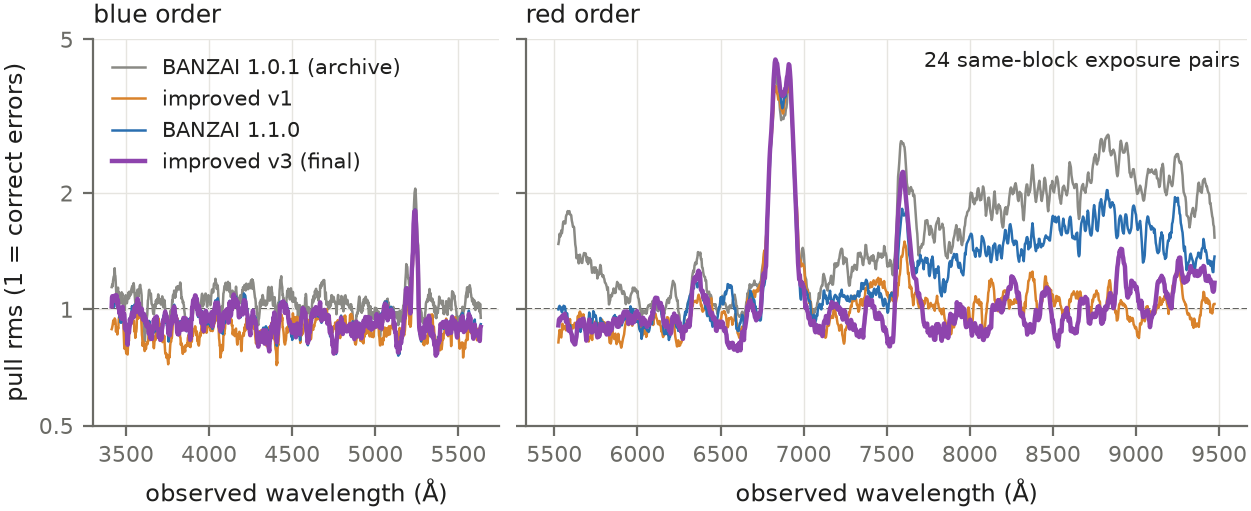 blue order
red order
24 same-block exposure pairs
BANZAI 1.0.1 (archive)
improved v1
BANZAI 1.1.0
improved v3 (final)
pull rms (1 = correct errors)
5
2
1
0.5
3500 4000 4500 5000 5500
5500 6000 6500 7000 7500 8000 8500 9000 9500
observed wavelength (Å)
observed wavelength (Å)